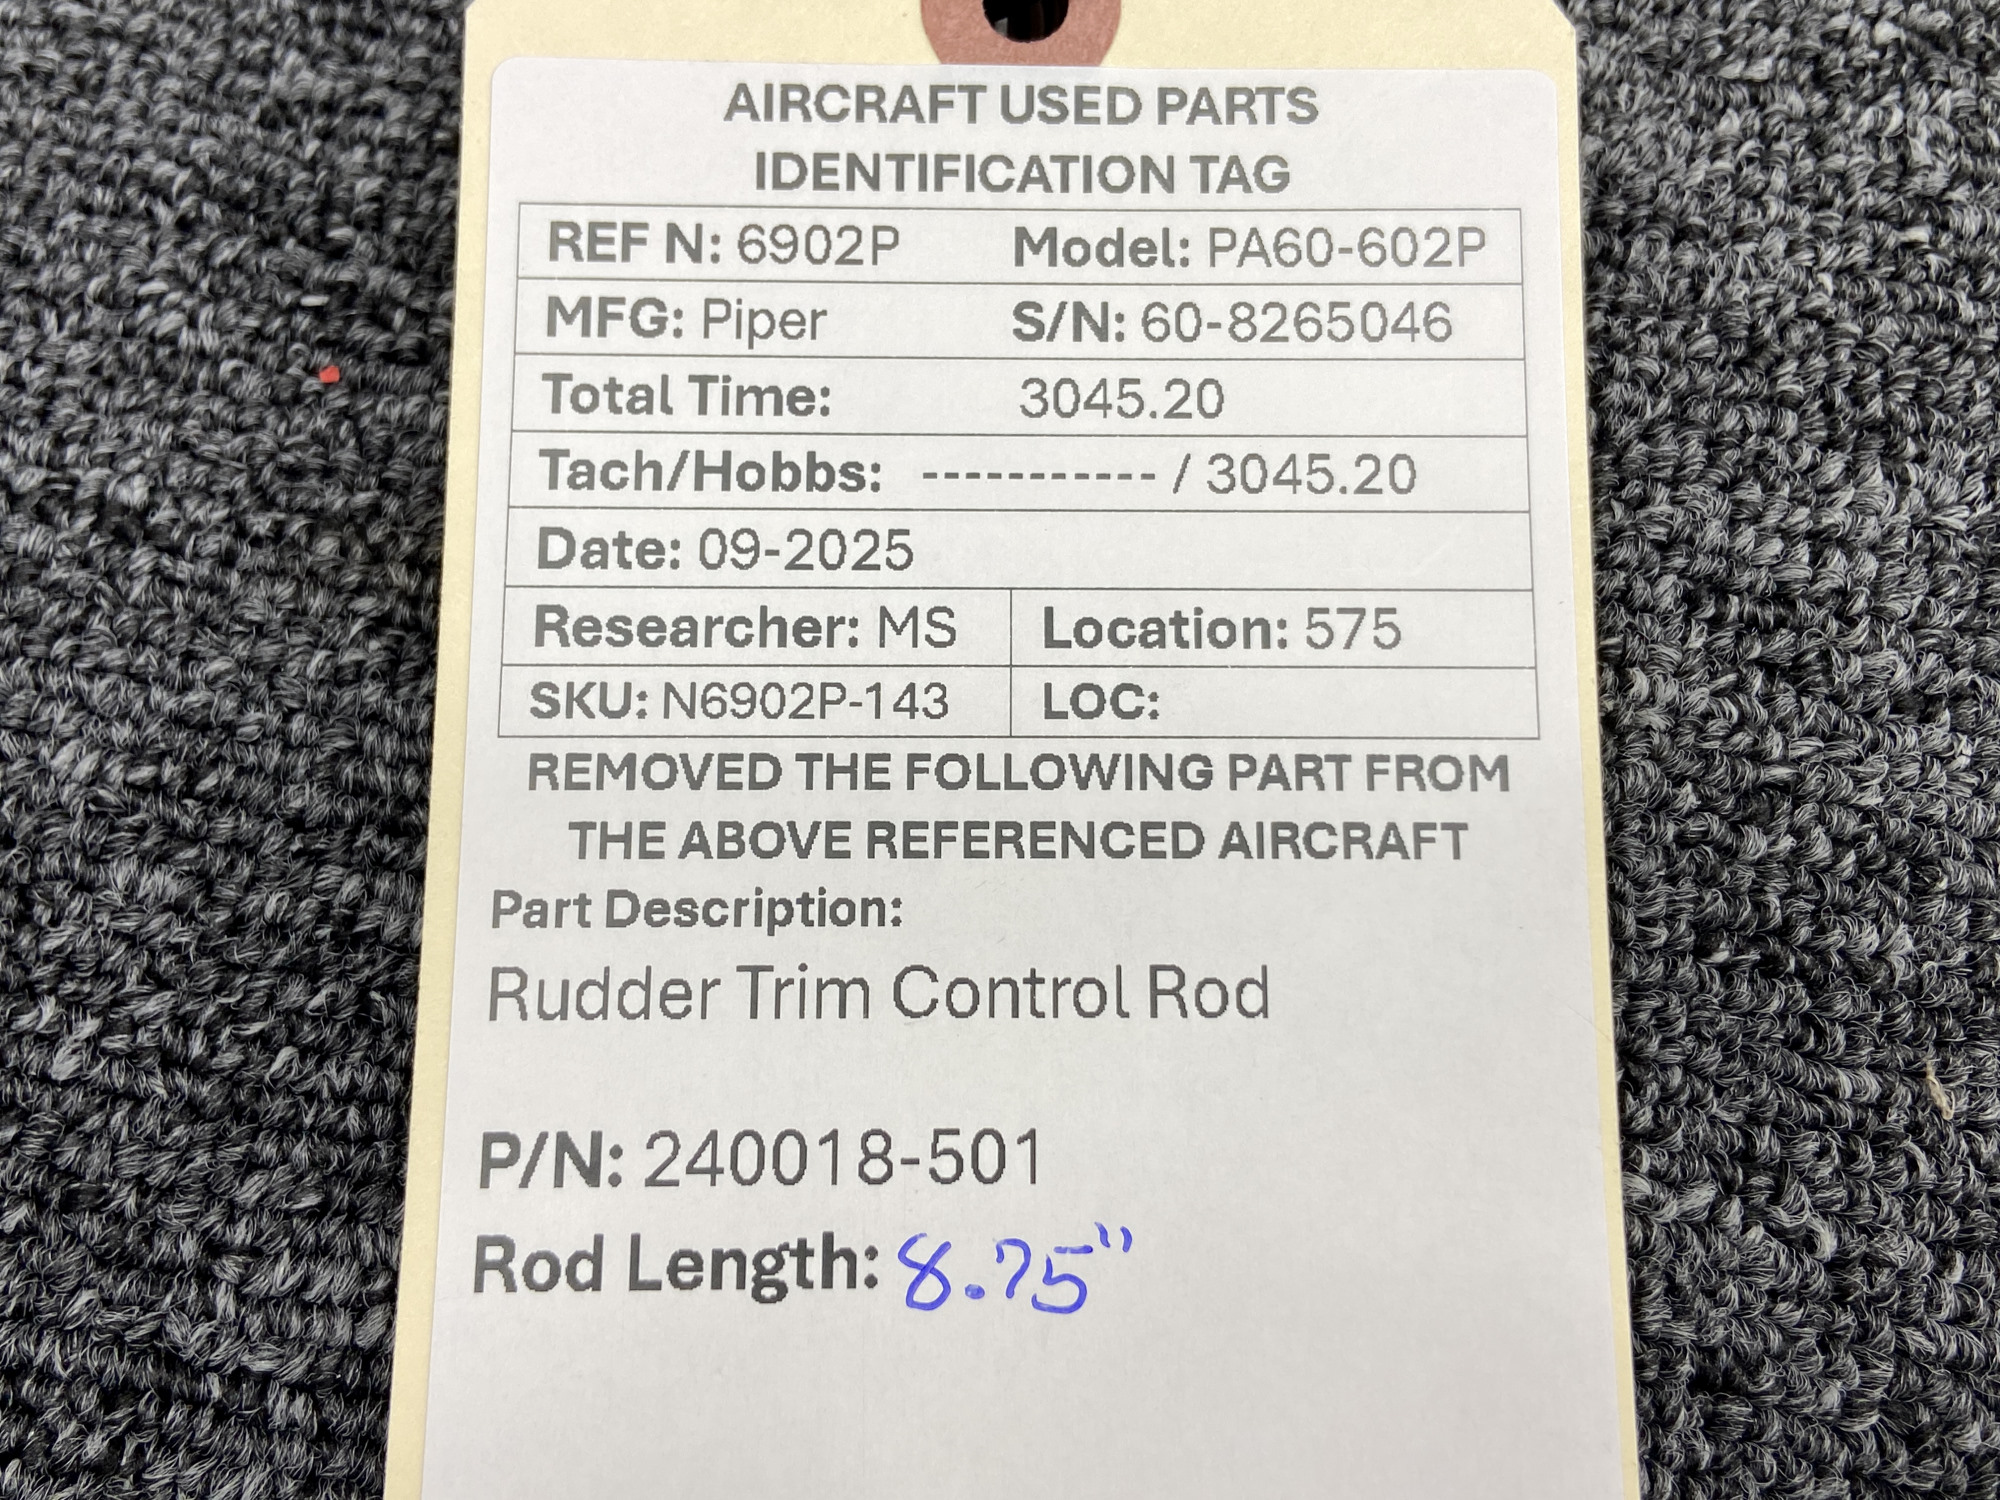 AIRCRAFT USED PARTS
IDENTIFICATION TAG
REF N: 6902P Model: PA60-602P
MFG: Piper S/N: 60-8265046
Total Time: 3045.20
Tach/Hobbs: ----------- / 3045.20
Date: 09-2025
Researcher: MS Location: 575
SKU: N6902P-143 LOC:
REMOVED THE FOLLOWING PART FROM
THE ABOVE REFERENCED AIRCRAFT
Part Description:
Rudder Trim Control Rod
P/N: 240018-501
Rod Length: 8.75"